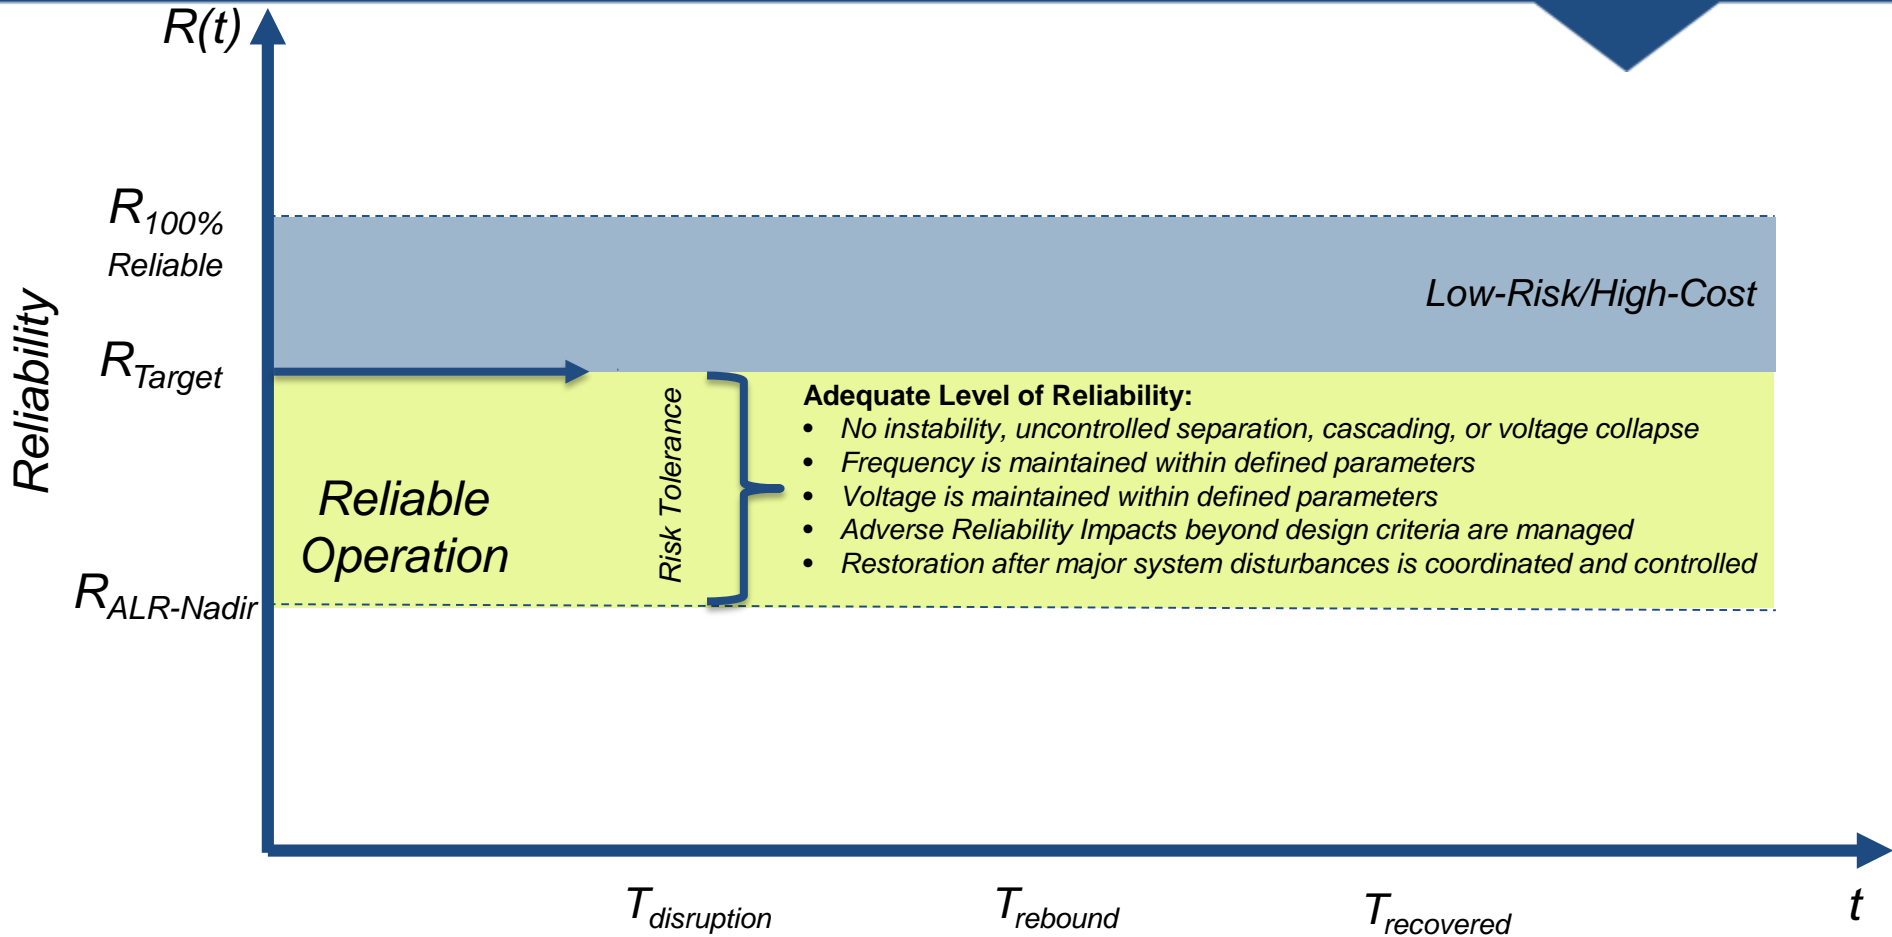 R(t)
R100%
Reliable
Low-Risk/High-Cost
Reliability
RTarget
Risk Tolerance
Adequate Level of Reliability:
• No instability, uncontrolled separation, cascading, or voltage collapse
• Frequency is maintained within defined parameters
• Voltage is maintained within defined parameters
• Adverse Reliability Impacts beyond design criteria are managed
• Restoration after major system disturbances is coordinated and controlled
Reliable
Operation
RALR-Nadir
Tdisruption
Trebound
Trecovered
t